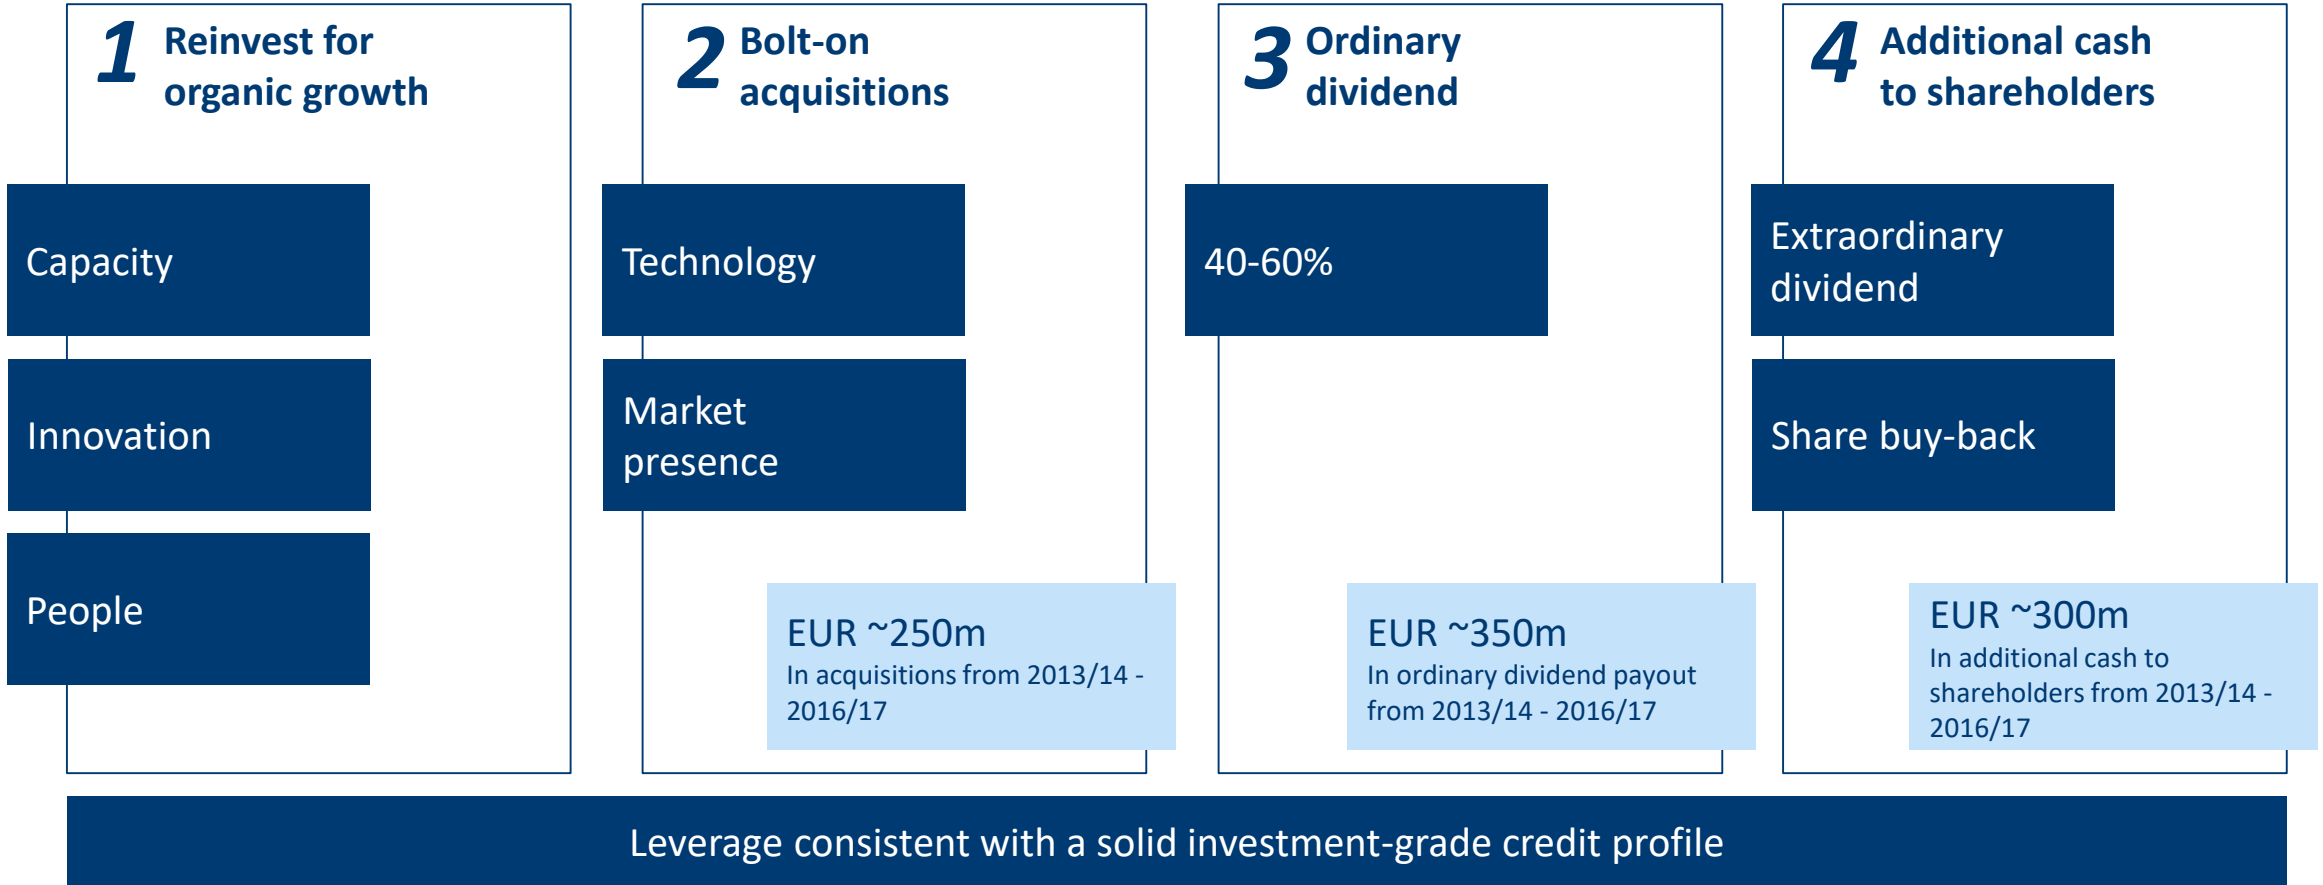 1
Reinvest for
organic growth
Capacity
Innovation
People
2
Bolt-on
acquisitions
Technology
Market
presence
EUR ~250m
In acquisitions from 2013/14 -
2016/17
3
Ordinary
dividend
40-60%
EUR ~350m
In ordinary dividend payout
from 2013/14 - 2016/17
4
Additional cash
to shareholders
Extraordinary
dividend
Share buy-back
EUR ~300m
In additional cash to
shareholders from 2013/14 -
2016/17
Leverage consistent with a solid investment-grade credit profile